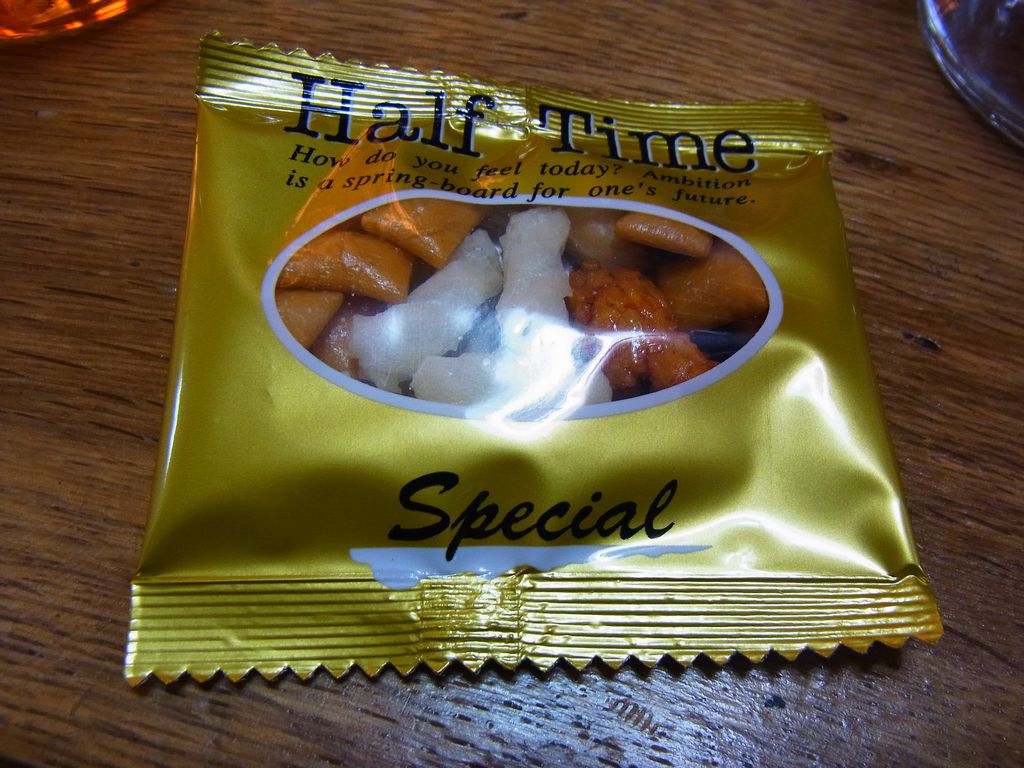 Half Time
How do you feel today? Ambition
is a spring-board for one's future.
Special